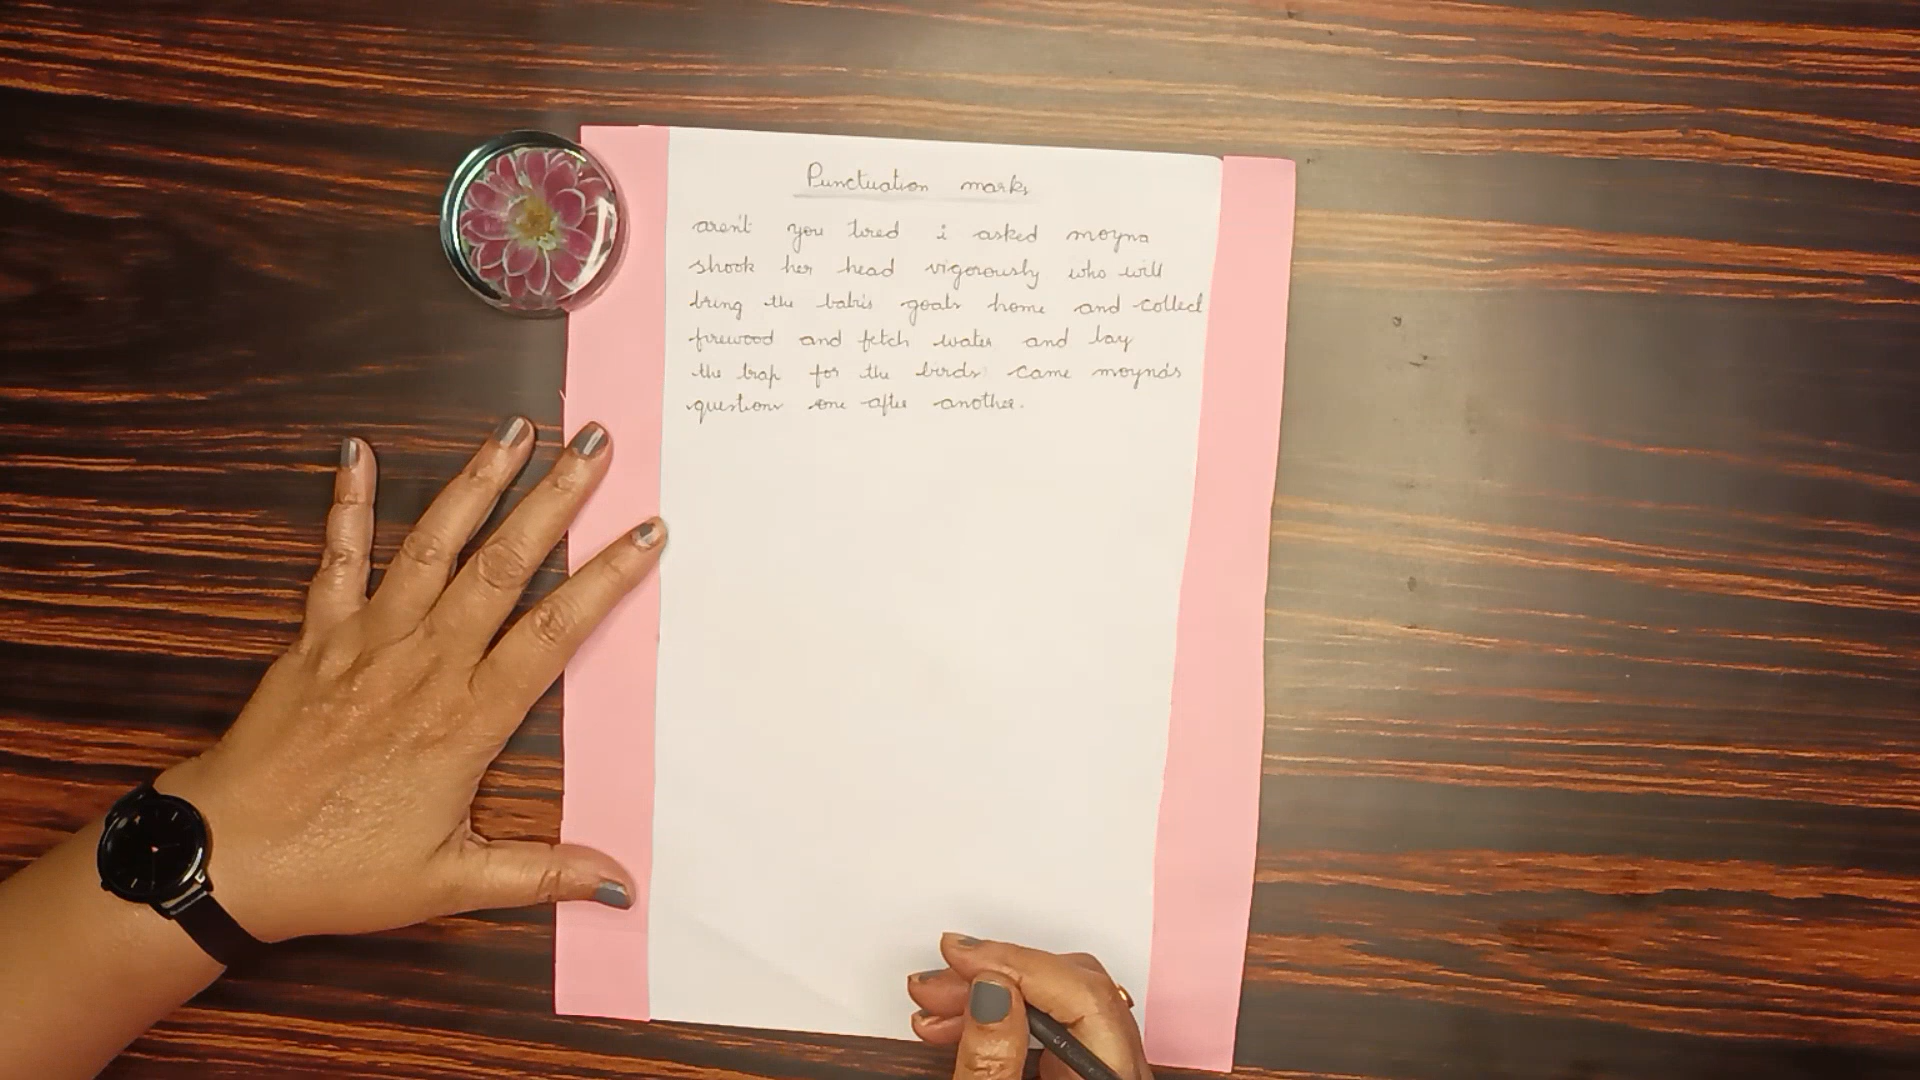 Punctuation marks
aren't you tired i asked moyna
shook her head vigorously who will
bring the babu's goats home and collect
firewood and fetch water and lay
the trap for the birds came moyna's
questions one after another.